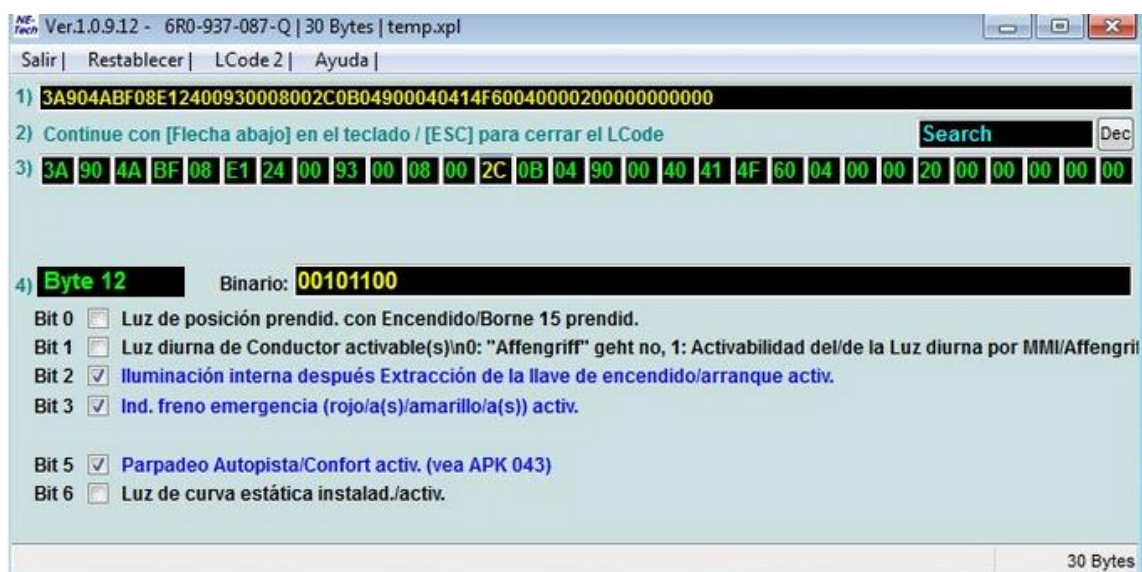 NE-Tech Ver.1.0.9.12 - 6R0-937-087-Q | 30 Bytes | temp.xpl
Salir | Restablecer | LCode 2 | Ayuda |
1) 3A904ABF08E12400930008002C0B04900040414F60040000200000000000
2) Continue con [Flecha abajo] en el teclado / [ESC] para cerrar el LCode Search Dec
3) 3A 90 4A BF 08 E1 24 00 93 00 08 00 2C 0B 04 90 00 40 41 4F 60 04 00 00 20 00 00 00 00 00
4) Byte 12 Binario: 00101100
Bit 0 Luz de posición prendid. con Encendido/Borne 15 prendid.
Bit 1 Luz diurna de Conductor activable(s)\n0: "Affengriff" geht no, 1: Activabilidad del/de la Luz diurna por MMI/Affengrif
Bit 2 Iluminación interna después Extracción de la llave de encendido/arranque activ.
Bit 3 Ind. freno emergencia (rojo/a(s)/amarillo/a(s)) activ.
Bit 5 Parpadeo Autopista/Confort activ. (vea APK 043)
Bit 6 Luz de curva estática instalad./activ.
30 Bytes